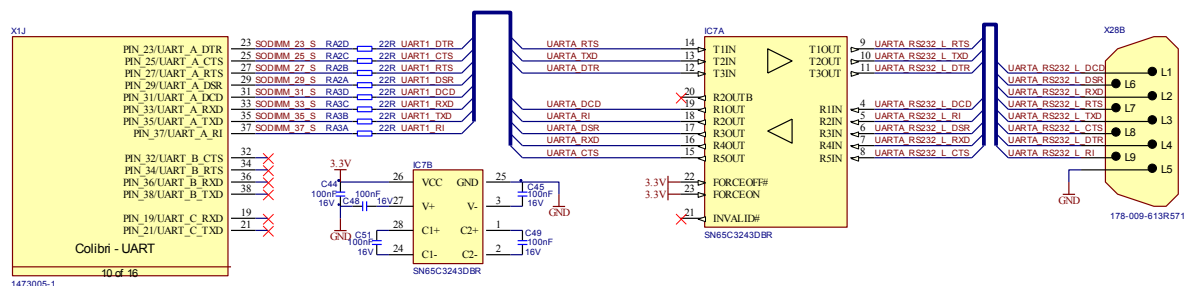 X1J
PIN_23/UART_A_DTR 23 SODIMM_23_S RA2D 22R UART1_DTR
PIN_25/UART_A_CTS 25 SODIMM_25_S RA2C 22R UART1_CTS
PIN_27/UART_A_RTS 27 SODIMM_27_S RA2B 22R UART1_RTS
PIN_29/UART_A_DSR 29 SODIMM_29_S RA2A 22R UART1_DSR
PIN_31/UART_A_DCD 31 SODIMM_31_S RA3D 22R UART1_DCD
PIN_33/UART_A_RXD 33 SODIMM_33_S RA3C 22R UART1_RXD
PIN_35/UART_A_TXD 35 SODIMM_35_S RA3B 22R UART1_TXD
PIN_37/UART_A_RI 37 SODIMM_37_S RA3A 22R UART1_RI
PIN_32/UART_B_CTS 32
PIN_34/UART_B_RTS 34
PIN_36/UART_B_RXD 36
PIN_38/UART_B_TXD 38
PIN_19/UART_C_RXD 19
PIN_21/UART_C_TXD 21
Colibri - UART
10 of 16
1473005-1
IC7B
3.3V
26 VCC GND 25
C44
100nF
16V
C48 100nF
16V
27 V+ V- 3
C45
100nF
16V
GND
GND
28 C1+ C2+ 1
C51
100nF
16V
C49
100nF
16V
24 C1- C2- 2
SN65C3243DBR
IC7A
UARTA_RTS 14 T1IN T1OUT 9 UARTA_RS232_L_RTS
UARTA_TXD 13 T2IN T2OUT 10 UARTA_RS232_L_TXD
UARTA_DTR 12 T3IN T3OUT 11 UARTA_RS232_L_DTR
20 R2OUTB
UARTA_DCD 19 R1OUT R1IN 4 UARTA_RS232_L_DCD
UARTA_RI 18 R2OUT R2IN 5 UARTA_RS232_L_RI
UARTA_DSR 17 R3OUT R3IN 6 UARTA_RS232_L_DSR
UARTA_RXD 16 R4OUT R4IN 7 UARTA_RS232_L_RXD
UARTA_CTS 15 R5OUT R5IN 8 UARTA_RS232_L_CTS
3.3V 22 FORCEOFF#
3.3V 23 FORCEON
21 INVALID#
SN65C3243DBR
X28B
UARTA_RS232_L_DCD L1
UARTA_RS232_L_DSR L6
UARTA_RS232_L_RXD L2
UARTA_RS232_L_RTS L7
UARTA_RS232_L_TXD L3
UARTA_RS232_L_CTS L8
UARTA_RS232_L_DTR L4
UARTA_RS232_L_RI L9
L5
GND
178-009-613R571